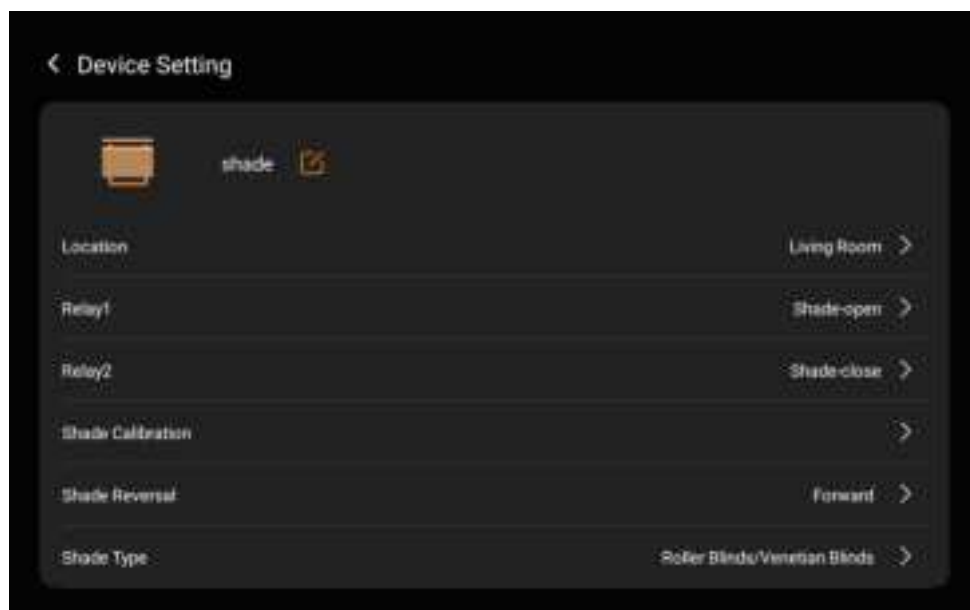 Device Setting
shade
Location Living Room
Relay1 Shade-open
Relay2 Shade-close
Shade Calibration
Shade Reversal Forward
Shade Type Roller Blinds/Venetian Blinds